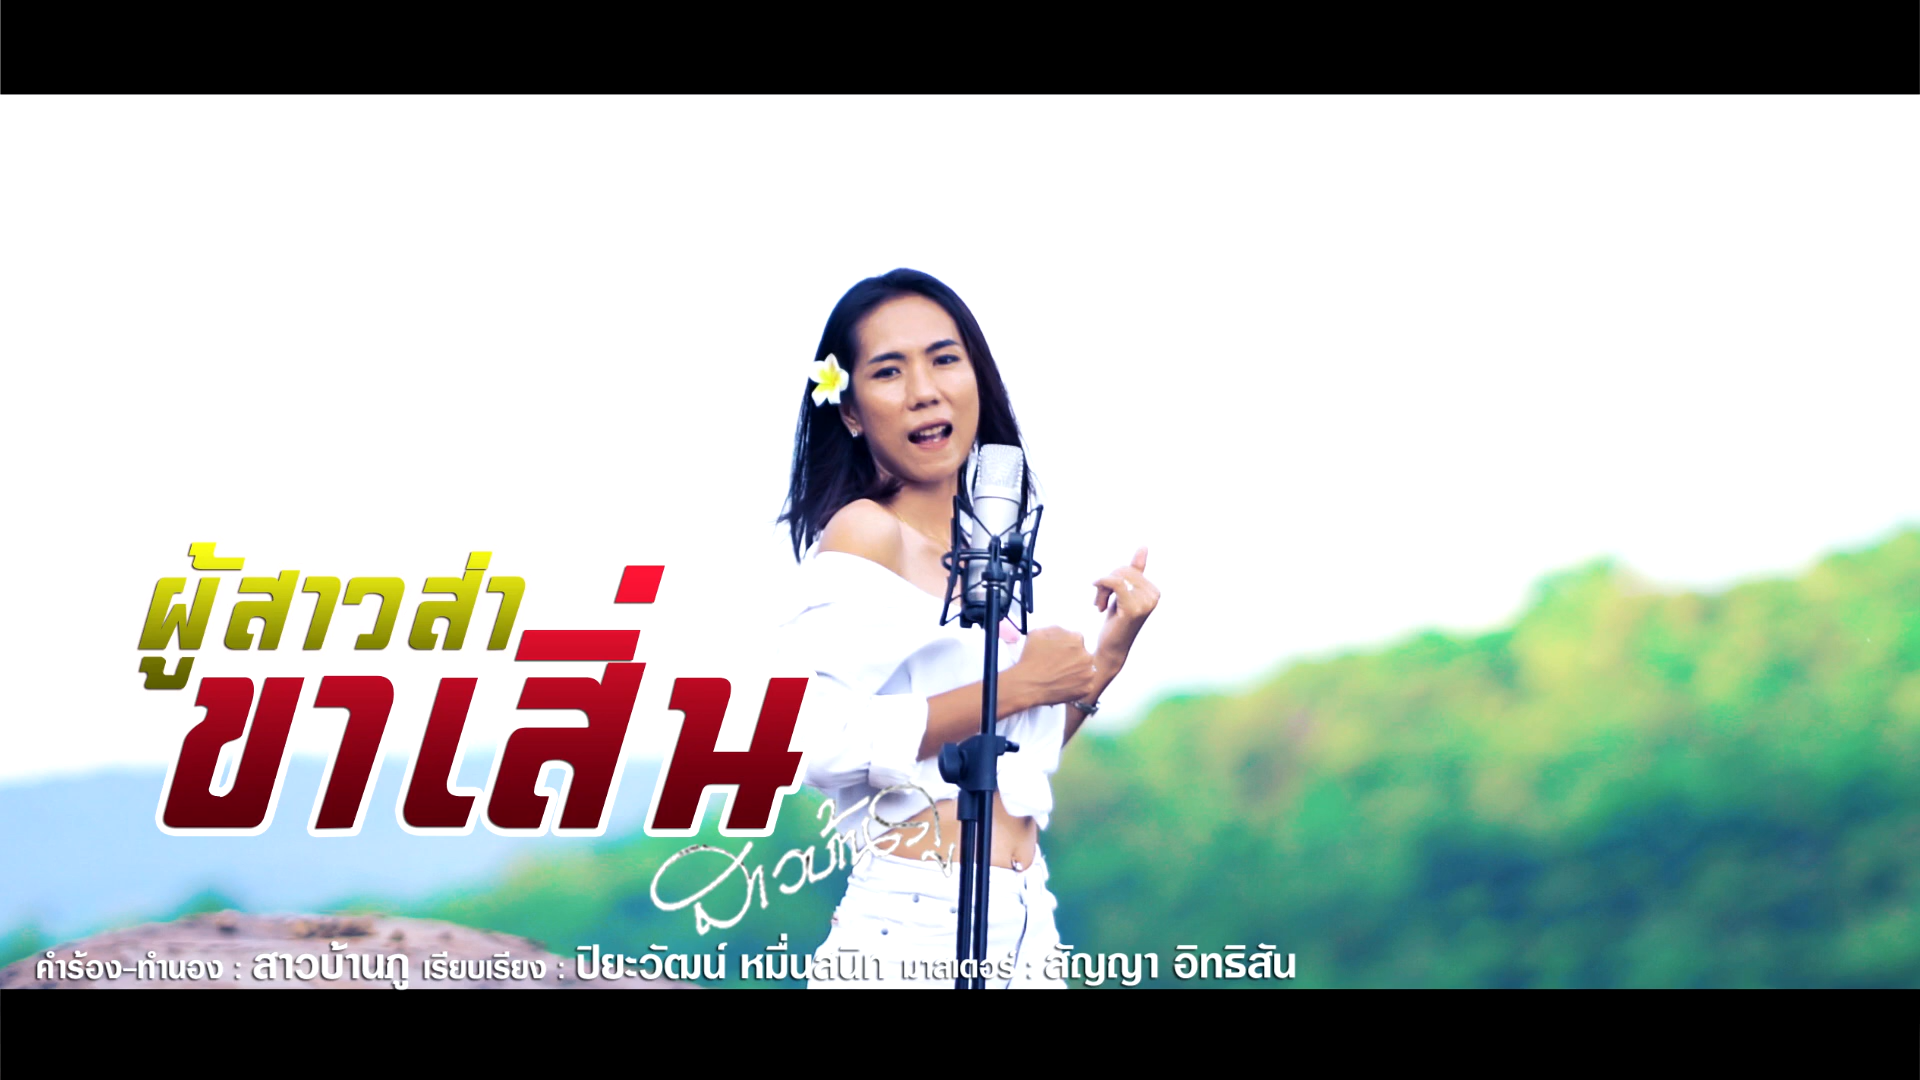 ผู้สาวส่า
ขาเสิ่น
สาวบ้านภู
คำร้อง-ทำนอง : สาวบ้านภู เรียบเรียง : ปิยะวัฒน์ หมื่นสนิท มาสเตอร์ : สัญญา อิทธิสัน